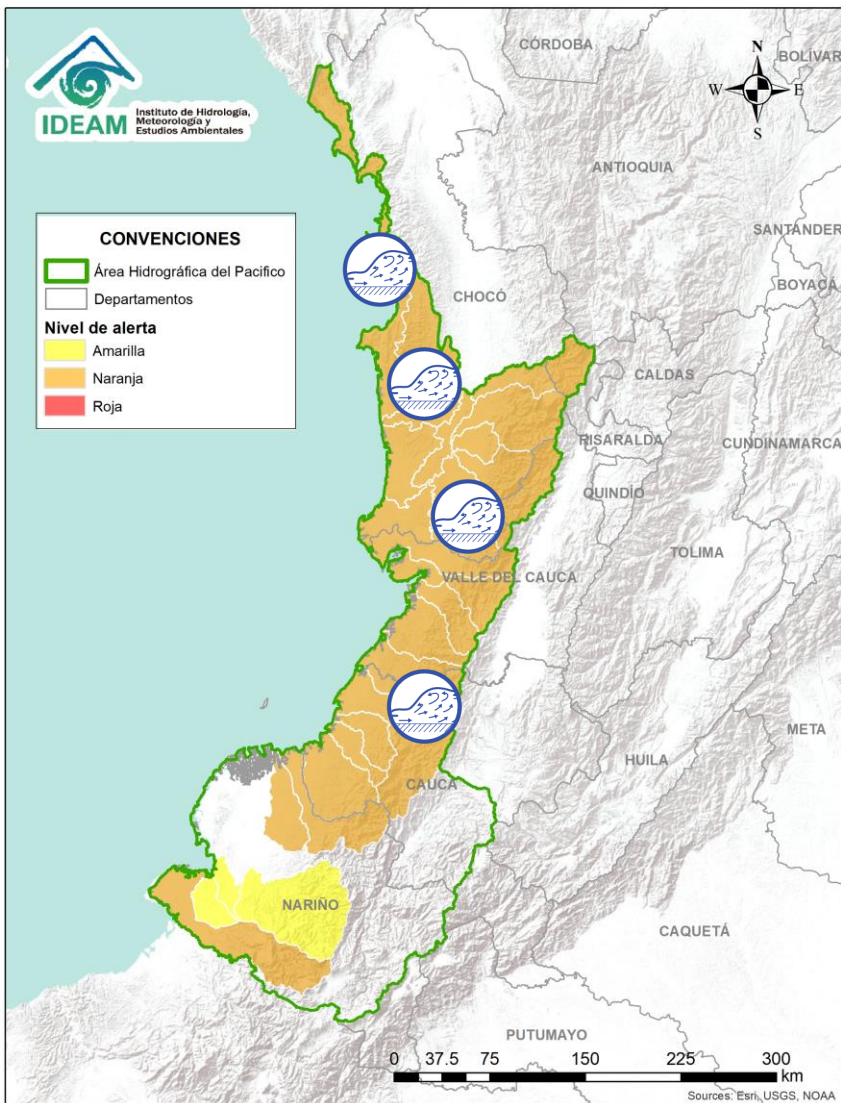 IDEAM
Instituto de Hidrología,
Meteorología y
Estudios Ambientales
N
W
E
S
CONVENCIONES
Área Hidrográfica del Pacifico
Departamentos
Nivel de alerta
Amarilla
Naranja
Roja
CÓRDOBA
BOLÍVAR
ANTIOQUIA
SANTANDER
BOYACÁ
CHOCÓ
CALDAS
RISARALDA
CUNDINAMARCA
QUINDÍO
TOLIMA
VALLE DEL CAUCA
META
HUILA
CAUCA
NARIÑO
CAQUETÁ
PUTUMAYO
0 37.5 75 150 225 300
km
Sources: Esri, USGS, NOAA